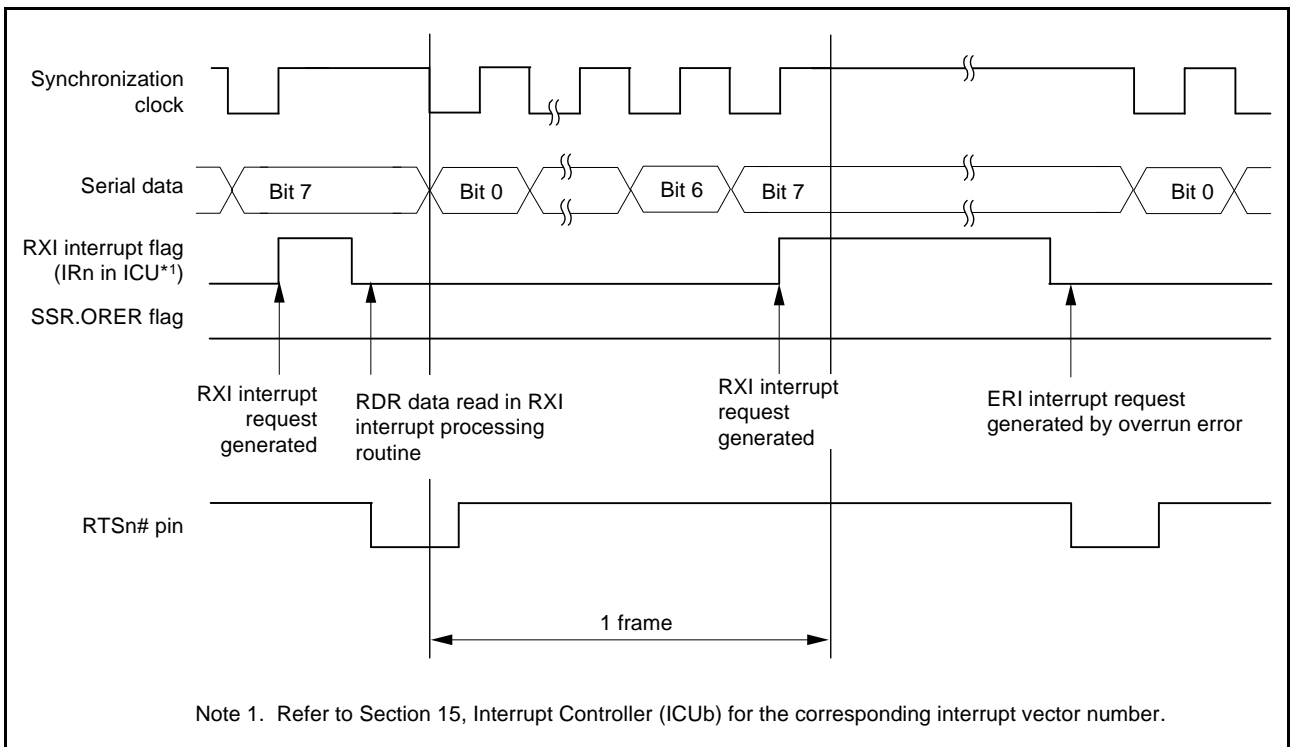 Synchronization
clock
Serial data
Bit 7
Bit 0
Bit 6
Bit 7
Bit 0
RXI interrupt flag
(IRn in ICU*1)
SSR.ORER flag
RXI interrupt
request
generated
RDR data read in RXI
interrupt processing
routine
RXI interrupt
request
generated
ERI interrupt request
generated by overrun error
RTSn# pin
1 frame
Note 1. Refer to Section 15, Interrupt Controller (ICUb) for the corresponding interrupt vector number.